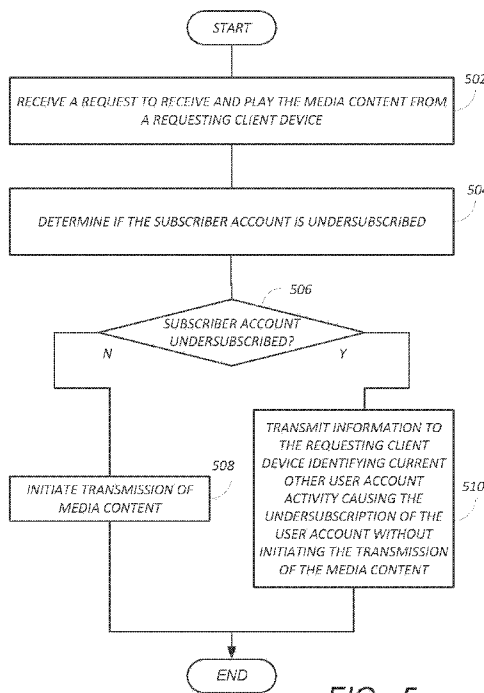 START
502
RECEIVE A REQUEST TO RECEIVE AND PLAY THE MEDIA CONTENT FROM
A REQUESTING CLIENT DEVICE
504
DETERMINE IF THE SUBSCRIBER ACCOUNT IS UNDERSUBSCRIBED
506
SUBSCRIBER ACCOUNT
UNDERSUBSCRIBED?
N
Y
508
INITIATE TRANSMISSION OF
MEDIA CONTENT
TRANSMIT INFORMATION TO
THE REQUESTING CLIENT
DEVICE IDENTIFYING CURRENT
OTHER USER ACCOUNT
ACTIVITY CAUSING THE
UNDERSUBSCRIPTION OF THE
USER ACCOUNT WITHOUT
INITIATING THE TRANSMISSION
OF THE MEDIA CONTENT
510
END